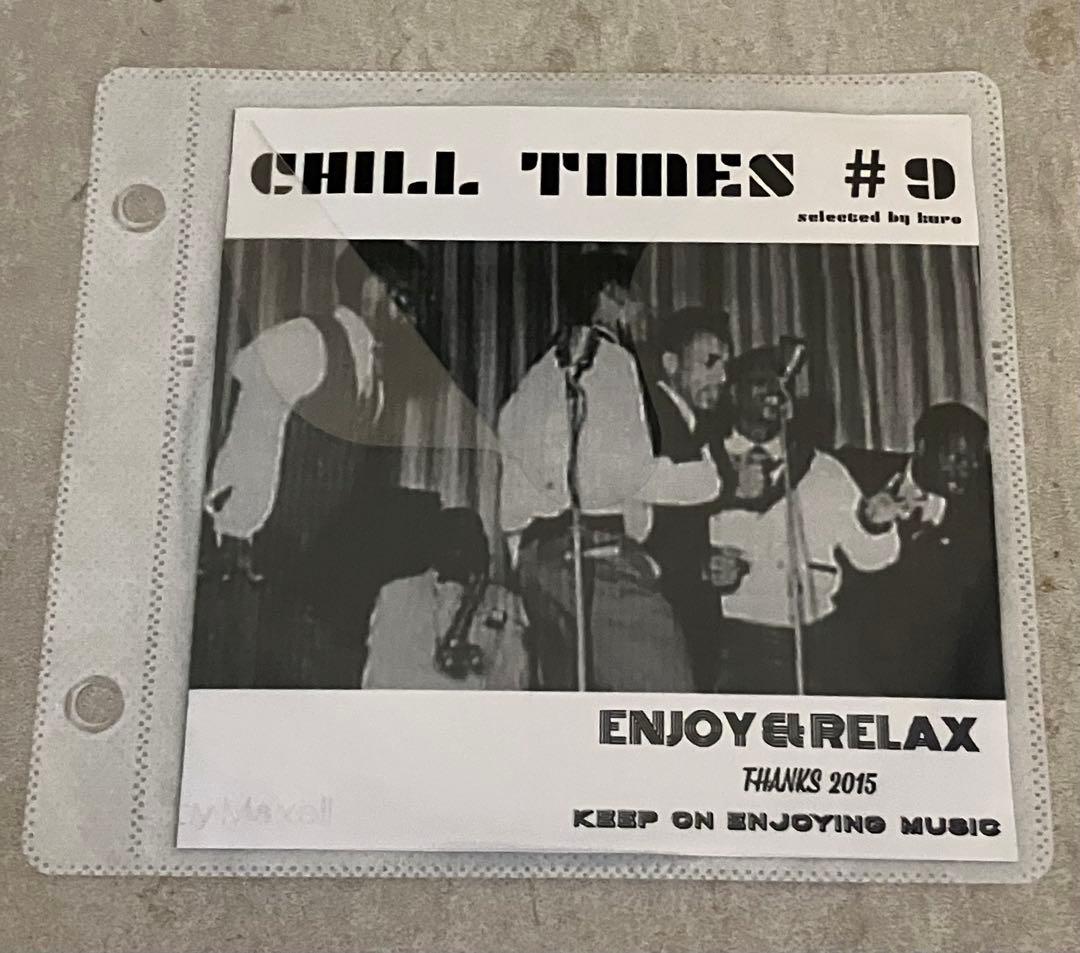 CHILL TIMES #9
selected by kuro
ENJOY & RELAX
THANKS 2015
KEEP ON ENJOYING MUSIC